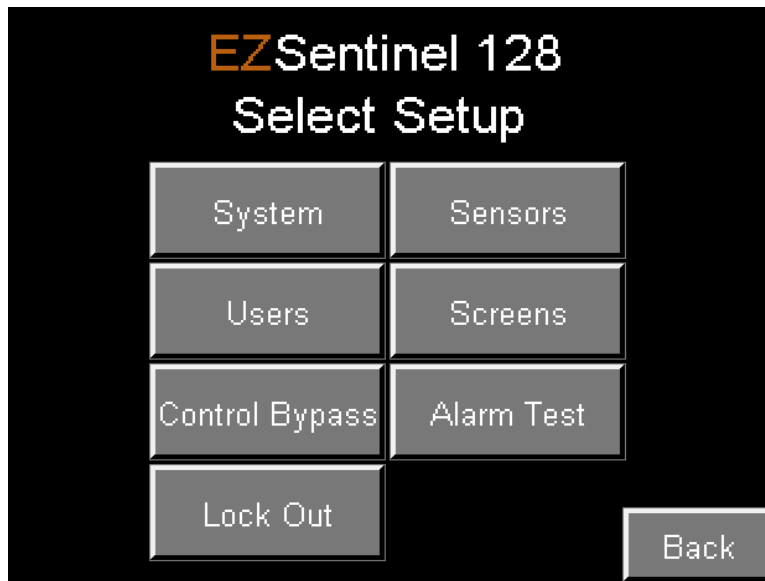 EZSentinel 128
Select Setup
System
Sensors
Users
Screens
Control Bypass
Alarm Test
Lock Out
Back